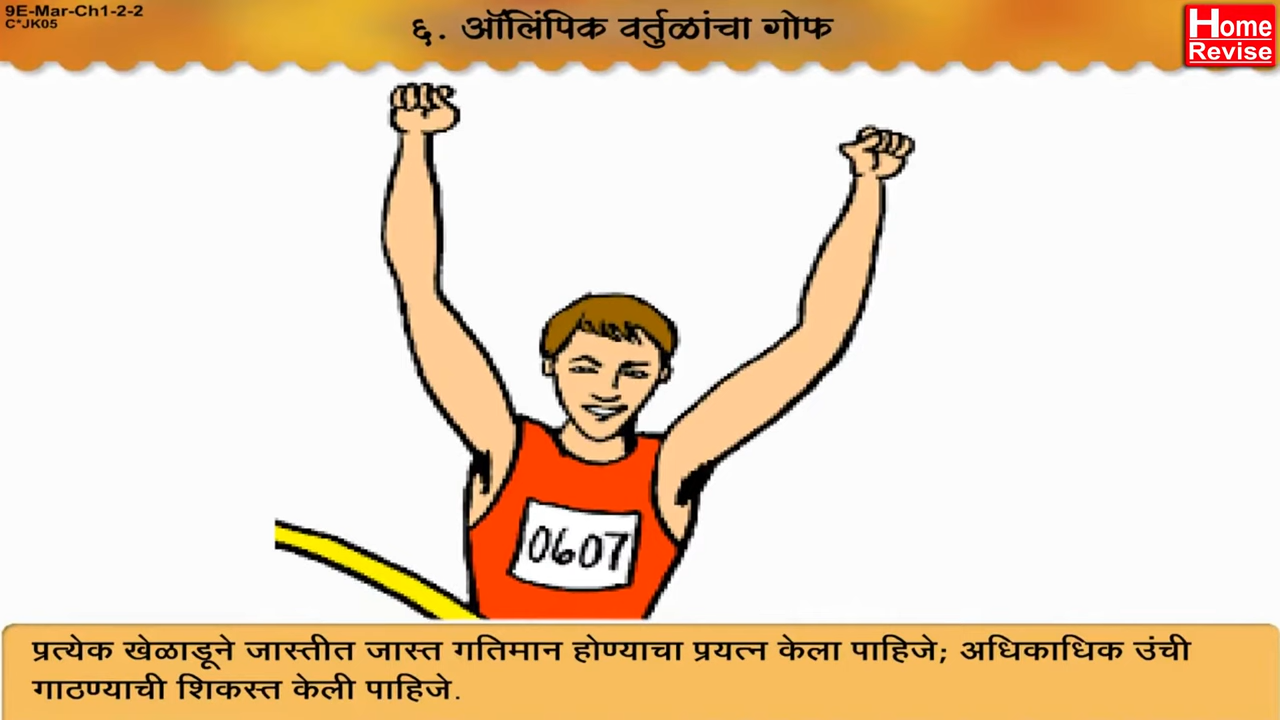 9E-Mar-Ch1-2-2
C*JK05
६. ऑलिंपिक वर्तुळांचा गोफ
Home
Revise
0607
प्रत्येक खेळाडूने जास्तीत जास्त गतिमान होण्याचा प्रयत्न केला पाहिजे; अधिकाधिक उंची
गाठण्याची शिकस्त केली पाहिजे.